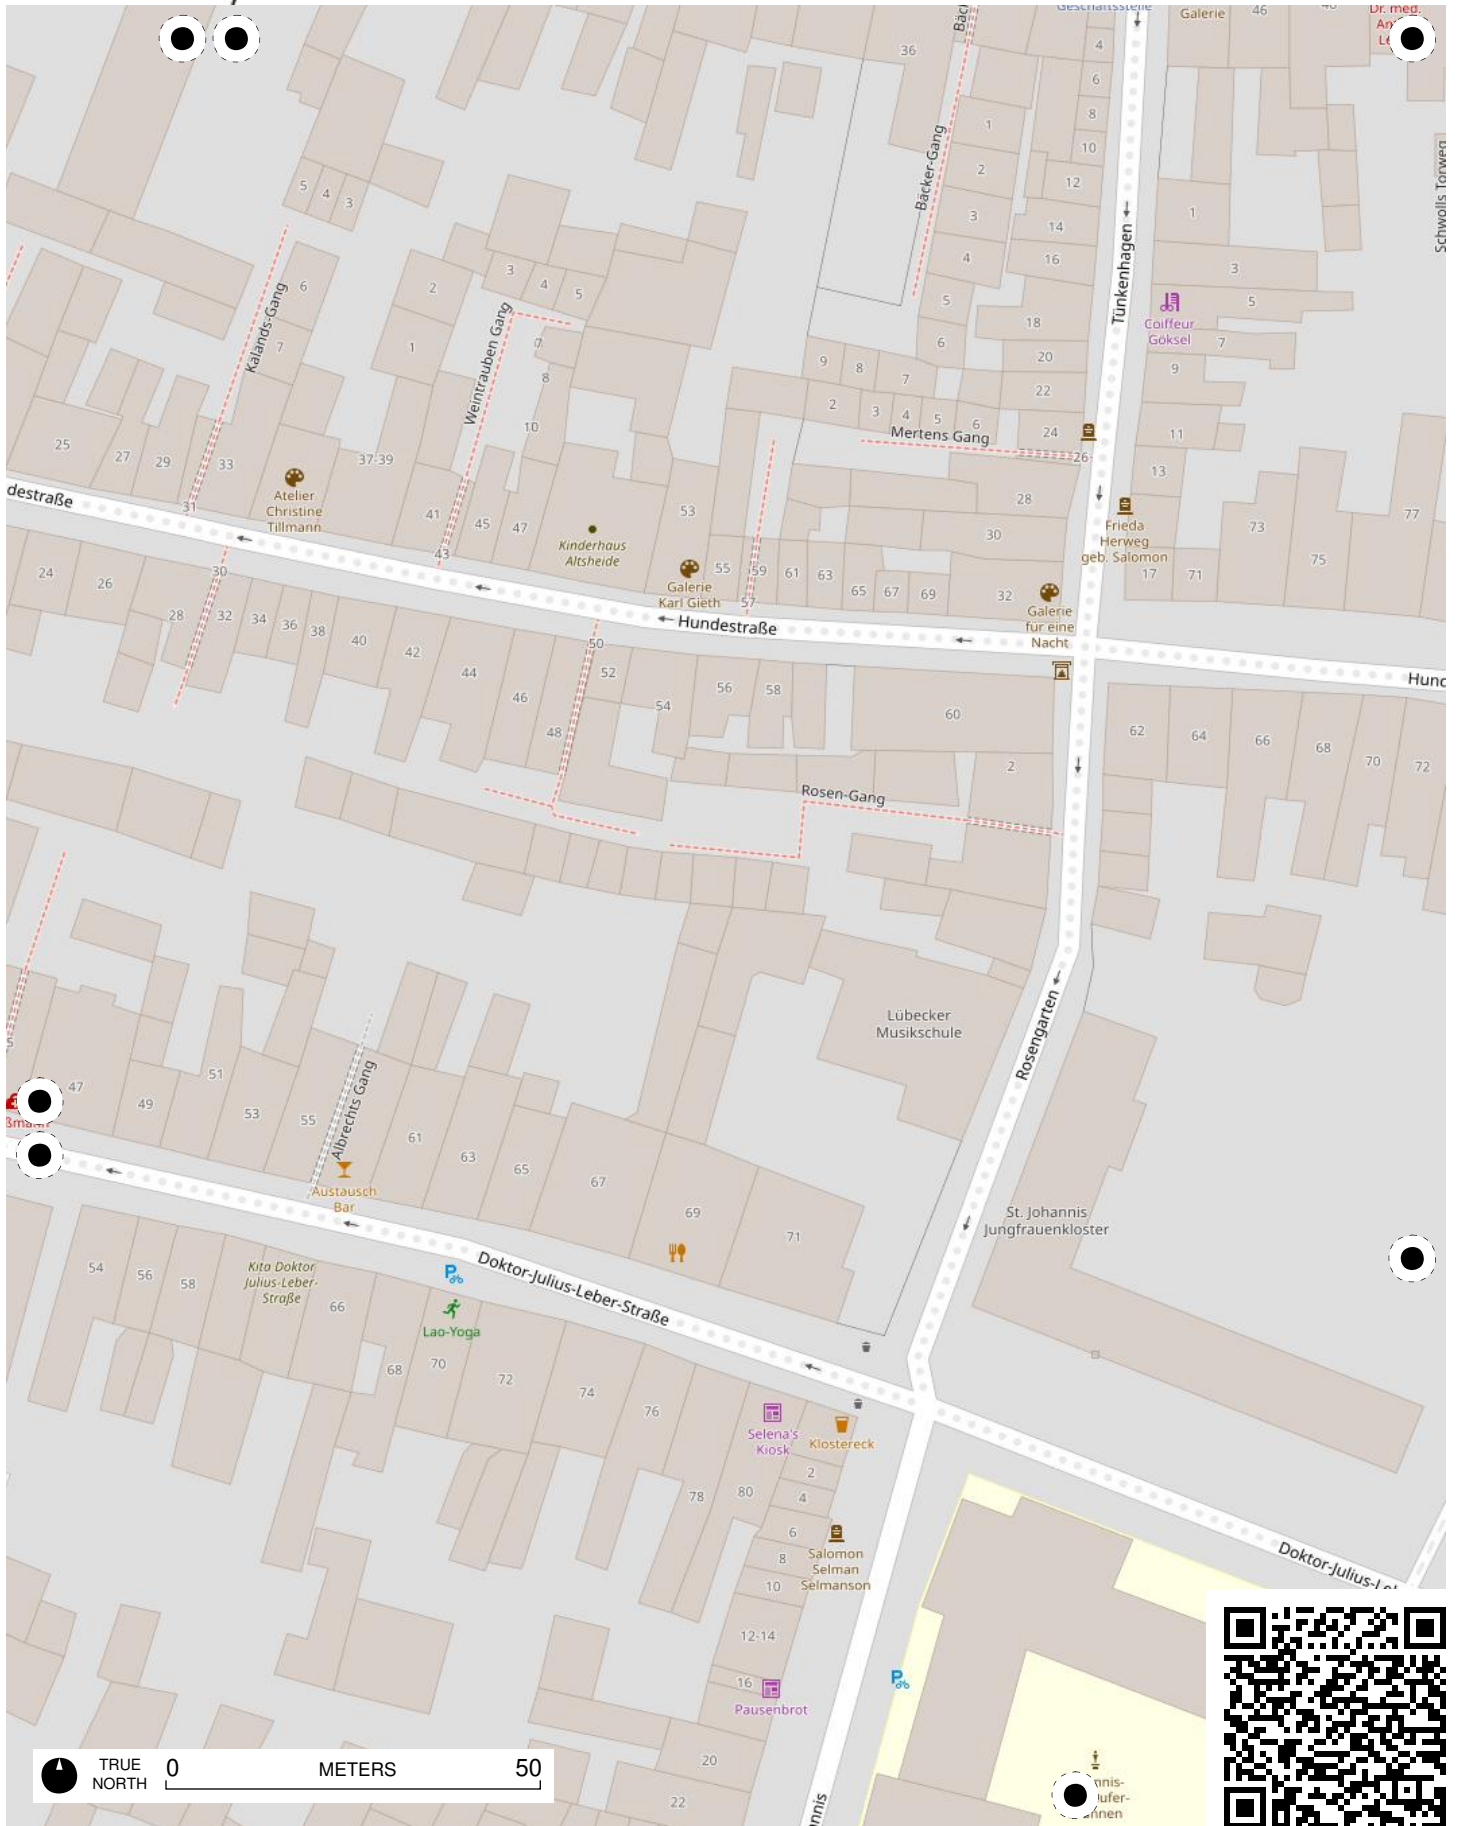 Geschäftsstelle
Galerie
46
Dr. med.
36
4
6
8
10
12
14
16
18
20
22
24
26
28
30
32
1
2
3
4
5
6
Bäcker-Gang
Tünkenhagen
Schwolls Torweg
1
3
5
7
9
11
13
17
71
73
75
77
Coiffeur
Göksel
5
4
3
6
7
Kalands-Gang
2
1
3
4
5
7
8
10
Weintrauben Gang
9
8
7
2
3
4
5
6
Mertens Gang
25
27
29
31
33
37-39
41
43
45
47
53
55
57
59
61
63
65
67
69
destraße
Atelier
Christine
Tillmann
Kinderhaus
Altsheide
Galerie
Karl Gieth
Frieda
Herweg
geb. Salomon
Galerie
für eine
Nacht
Hundestraße
24
26
28
30
32
34
36
38
40
42
44
46
48
50
52
54
56
58
60
2
62
64
66
68
70
72
Rosen-Gang
Lübecker
Musikschule
Rosengarten
47
49
51
53
55
61
63
65
67
69
71
Albrechts Gang
Austausch
Bar
St. Johannis
Jungfrauenkloster
Doktor-Julius-Leber-Straße
54
56
58
Kita Doktor
Julius-Leber-
Straße
66
68
70
72
74
76
78
80
Lao-Yoga
Selena's
Kiosk
Klostereck
2
4
6
8
10
12-14
16
20
22
Salomon
Selman
Selmanson
Pausenbrot
TRUE
NORTH
0 METERS 50